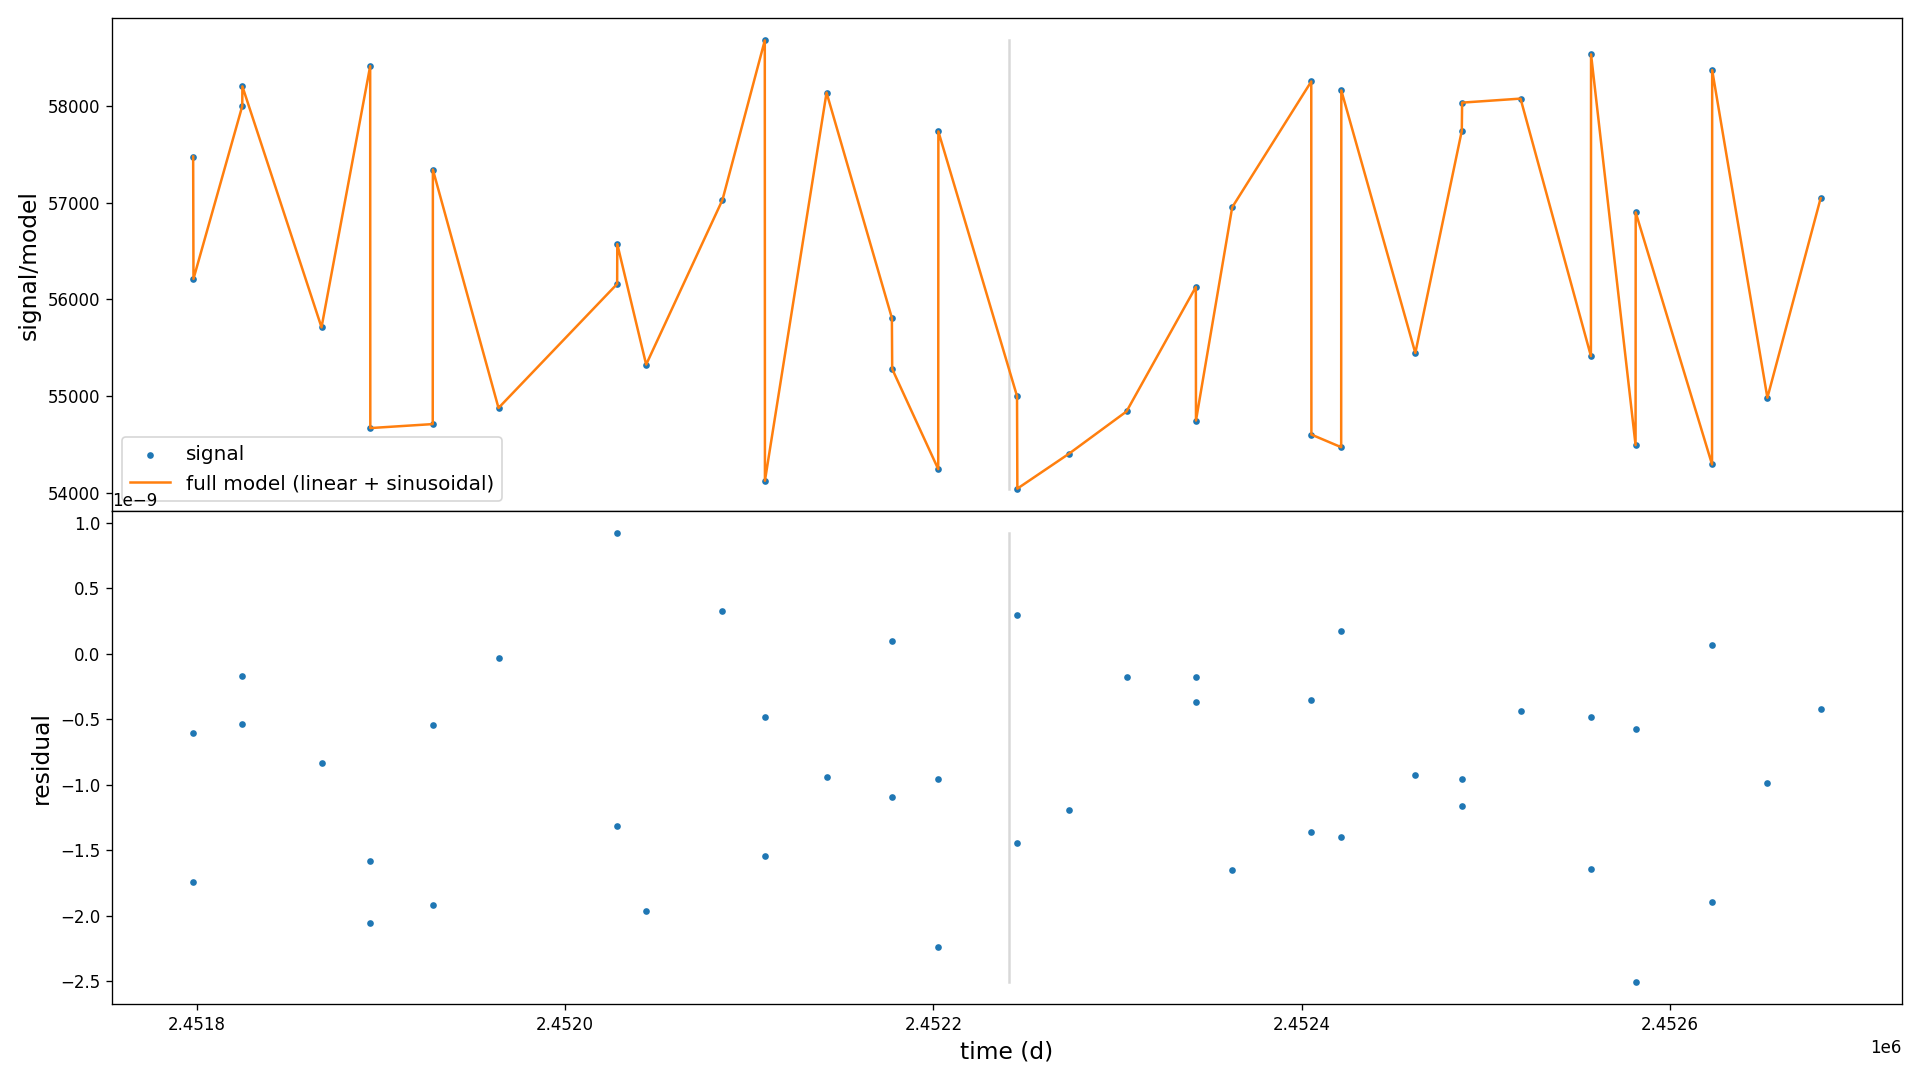 58000
57000
56000
55000
54000
signal/model
signal
full model (linear + sinusoidal)
1e−9
1.0
0.5
0.0
−0.5
−1.0
−1.5
−2.0
−2.5
residual
2.4518
2.4520
2.4522
2.4524
2.4526
time (d)
1e6